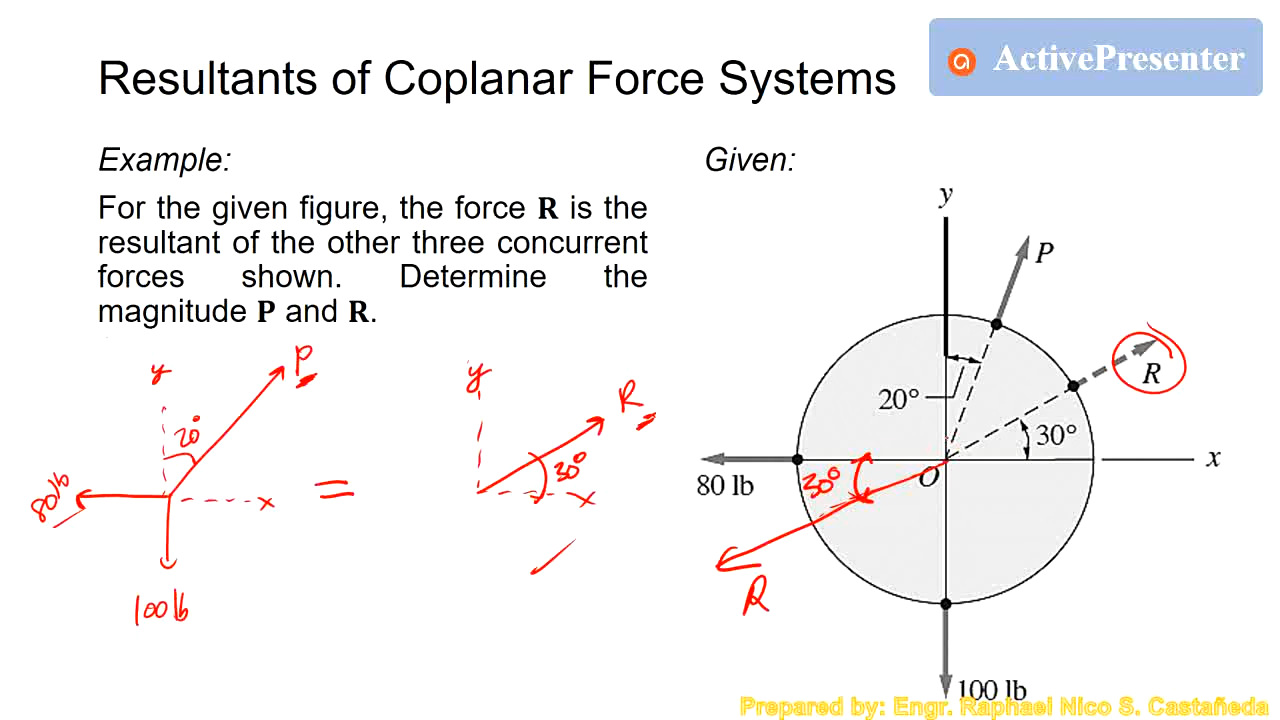 ActivePresenter
Resultants of Coplanar Force Systems
Example:
For the given figure, the force R is the
resultant of the other three concurrent
forces shown. Determine the
magnitude P and R.
y
P
20°
80lb
x
100lb
=
y
R
30°
x
Given:
y
P
R
20°
30°
x
80 lb
30°
O
R
100 lb
Prepared by: Engr. Raphael Nico S. Castañeda